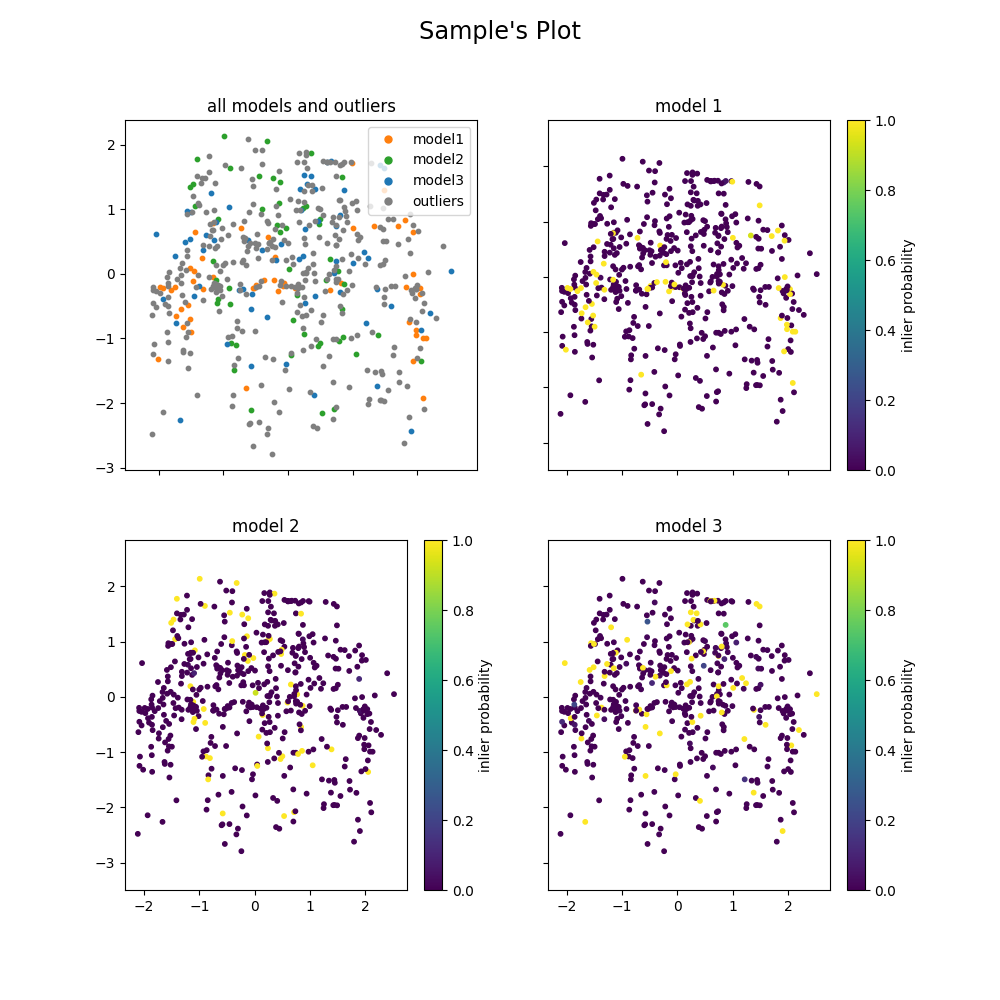 Sample's Plot
all models and outliers
model1
model2
model3
outliers
2
1
0
−1
−2
−3
model 1
1.0
0.8
0.6
0.4
0.2
0.0
inlier probability
model 2
2
1
0
−1
−2
−3
−2 −1 0 1 2
1.0
0.8
0.6
0.4
0.2
0.0
inlier probability
model 3
−2 −1 0 1 2
1.0
0.8
0.6
0.4
0.2
0.0
inlier probability